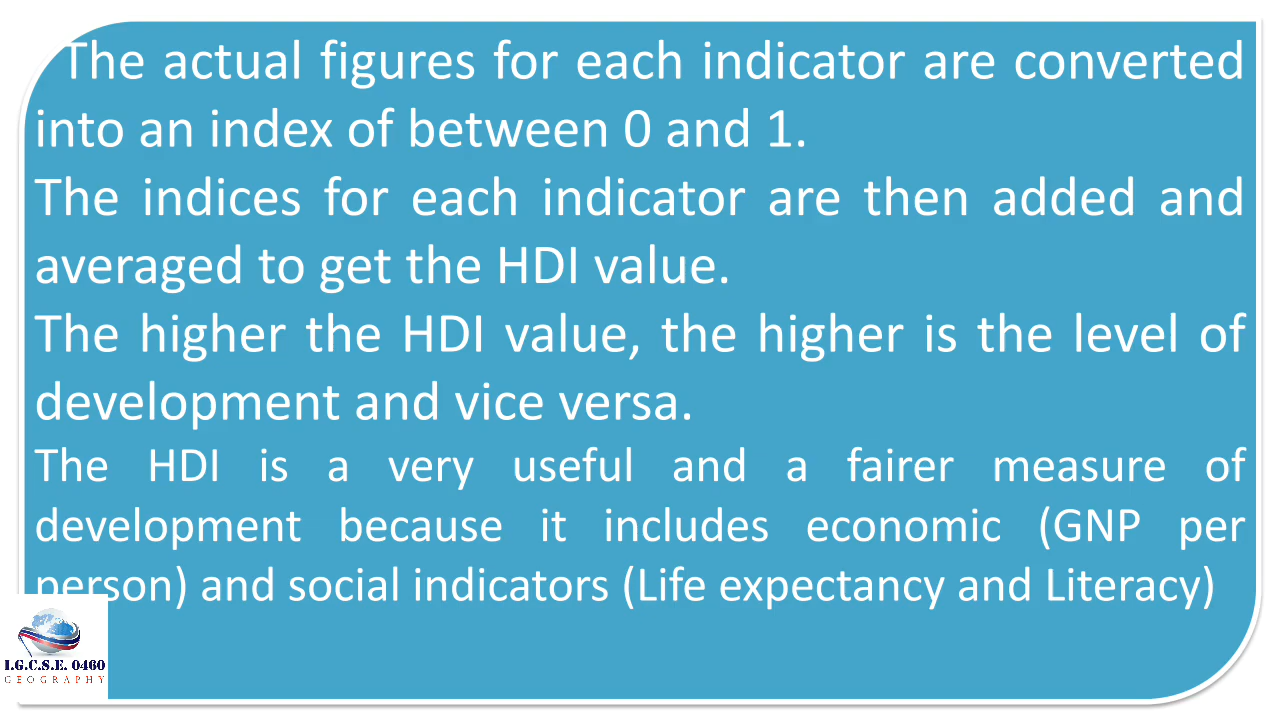 The actual figures for each indicator are converted
into an index of between 0 and 1.
The indices for each indicator are then added and
averaged to get the HDI value.
The higher the HDI value, the higher is the level of
development and vice versa.
The HDI is a very useful and a fairer measure of
development because it includes economic (GNP per
person) and social indicators (Life expectancy and Literacy)
I.G.C.S.E. 0460
GEOGRAPHY